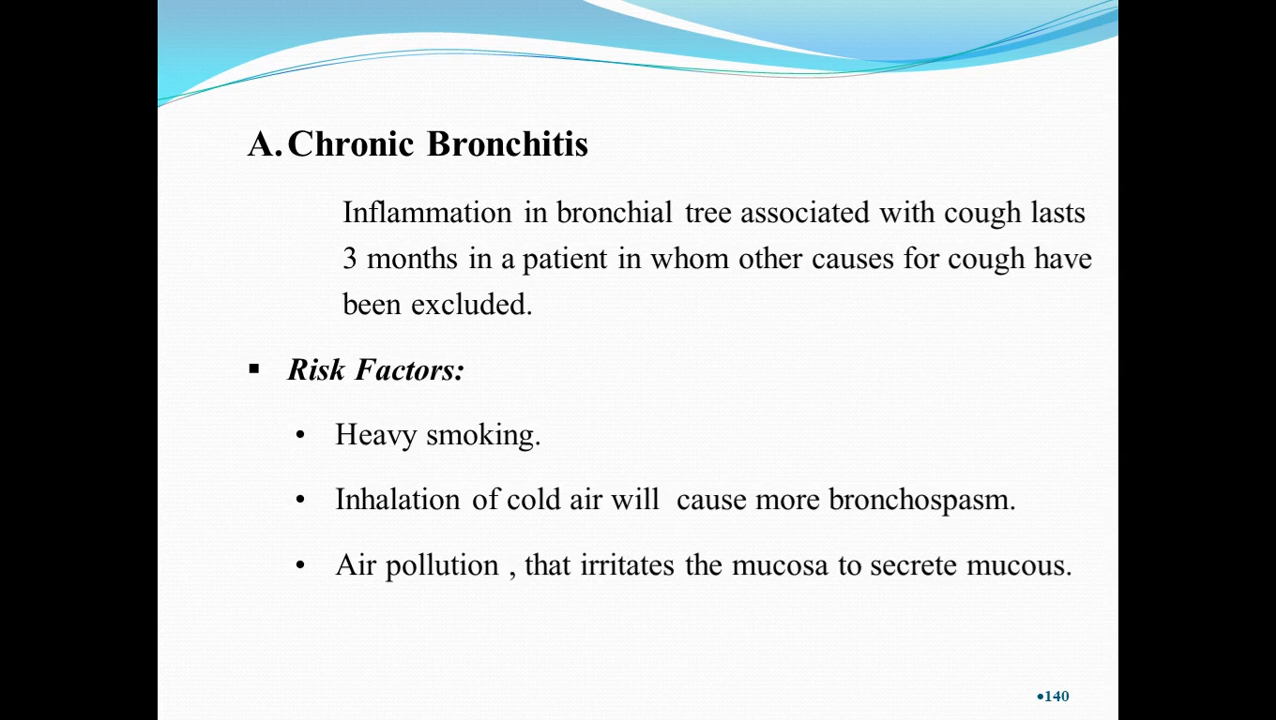 A. Chronic Bronchitis
Inflammation in bronchial tree associated with cough lasts
3 months in a patient in whom other causes for cough have
been excluded.
▪ Risk Factors:
• Heavy smoking.
• Inhalation of cold air will  cause more bronchospasm.
• Air pollution , that irritates the mucosa to secrete mucous.
•140